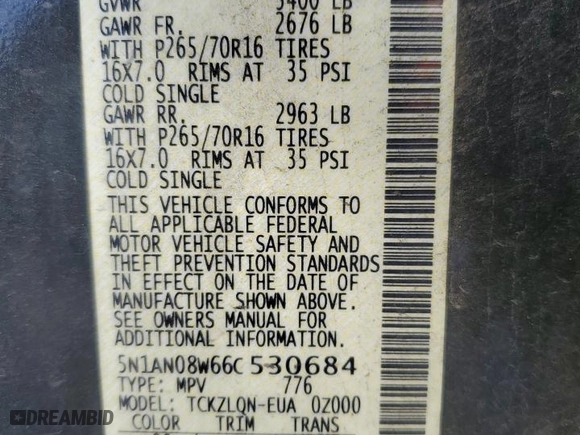 GVWR 5400 LB
GAWR FR. 2676 LB
WITH P265/70R16 TIRES
16X7.0 RIMS AT 35 PSI
COLD SINGLE
GAWR RR. 2963 LB
WITH P265/70R16 TIRES
16X7.0 RIMS AT 35 PSI
COLD SINGLE
THIS VEHICLE CONFORMS TO
ALL APPLICABLE FEDERAL
MOTOR VEHICLE SAFETY AND
THEFT PREVENTION STANDARDS
IN EFFECT ON THE DATE OF
MANUFACTURE SHOWN ABOVE.
SEE OWNERS MANUAL FOR
ADDITIONAL INFORMATION.
5N1AN08W66C530684
TYPE: MPV 776
MODEL: TCKZLQN-EUA 0Z000
COLOR TRIM TRANS
DREAMBID